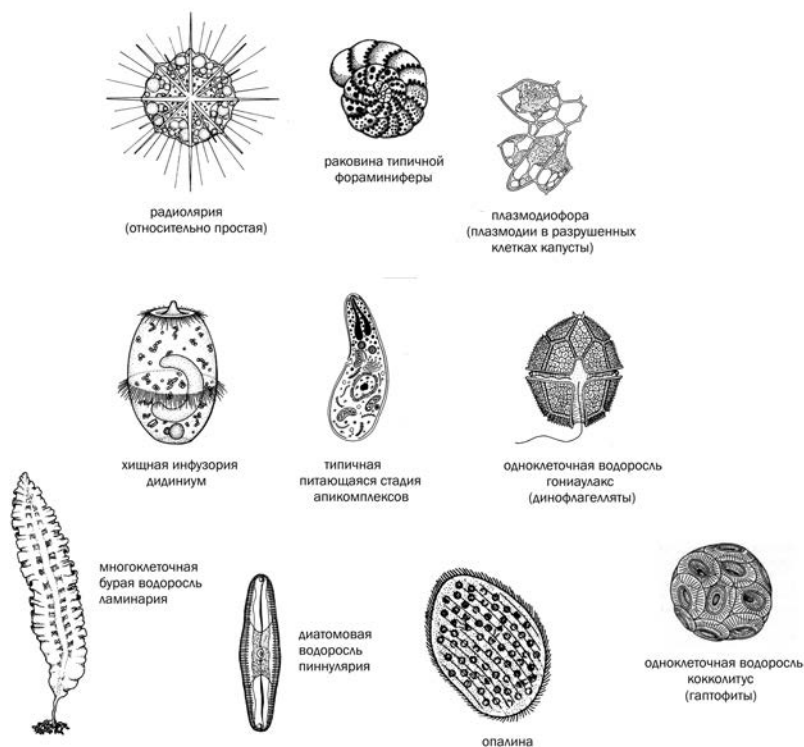 радиолярия
(относительно простая)
раковина типичной
фораминиферы
плазмодиофора
(плазмодии в разрушенных
клетках капусты)
хищная инфузория
дидиниум
типичная
питающаяся стадия
апикомплексов
одноклеточная водоросль
гониаулакс
(динофлагелляты)
многоклеточная
бурая водоросль
ламинария
диатомовая
водоросль
пиннулярия
опалина
одноклеточная водоросль
кокколитус
(гаптофиты)